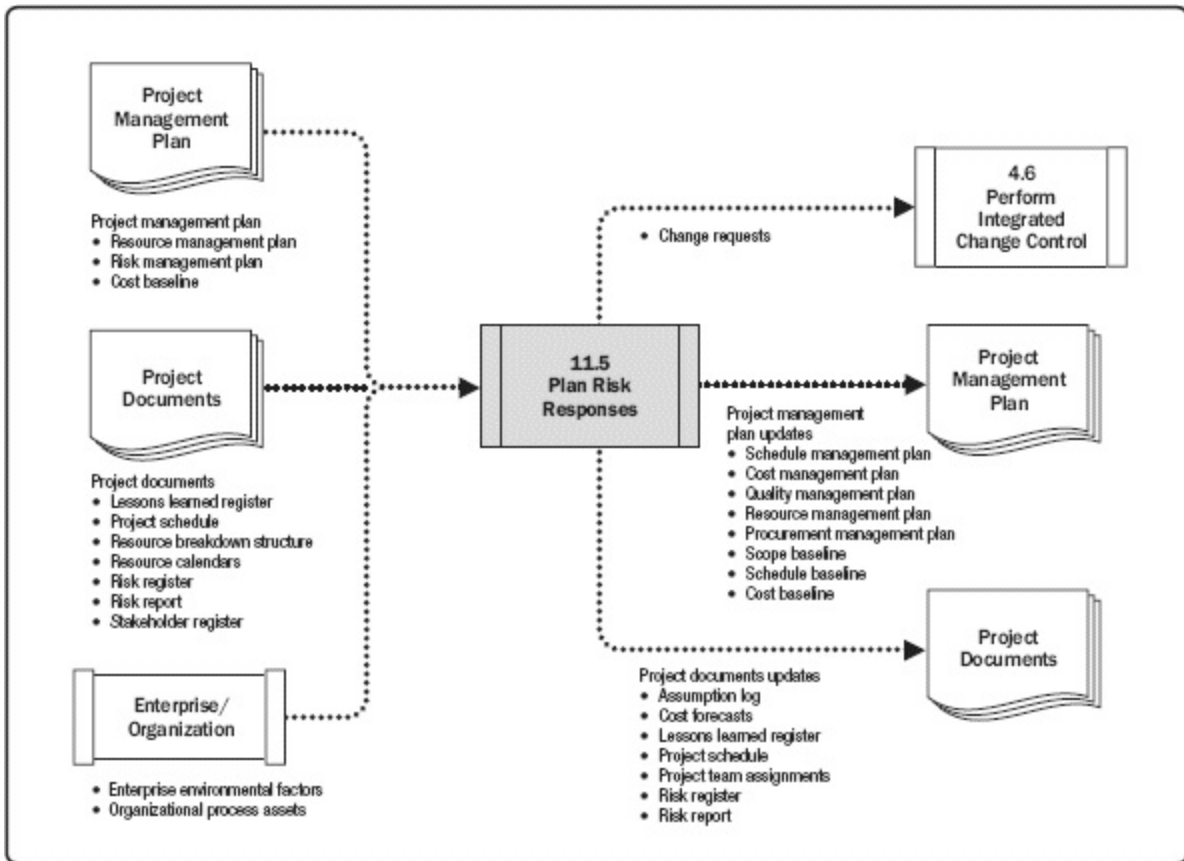 Project
Management
Plan
Project management plan
• Resource management plan
• Risk management plan
• Cost baseline
Project
Documents
Project documents
• Lessons learned register
• Project schedule
• Resource breakdown structure
• Resource calendars
• Risk register
• Risk report
• Stakeholder register
Enterprise/
Organization
• Enterprise environmental factors
• Organizational process assets
11.5
Plan Risk
Responses
• Change requests
4.6
Perform
Integrated
Change Control
Project
Management
Plan
Project management
plan updates
• Schedule management plan
• Cost management plan
• Quality management plan
• Resource management plan
• Procurement management plan
• Scope baseline
• Schedule baseline
• Cost baseline
Project
Documents
Project documents updates
• Assumption log
• Cost forecasts
• Lessons learned register
• Project schedule
• Project team assignments
• Risk register
• Risk report